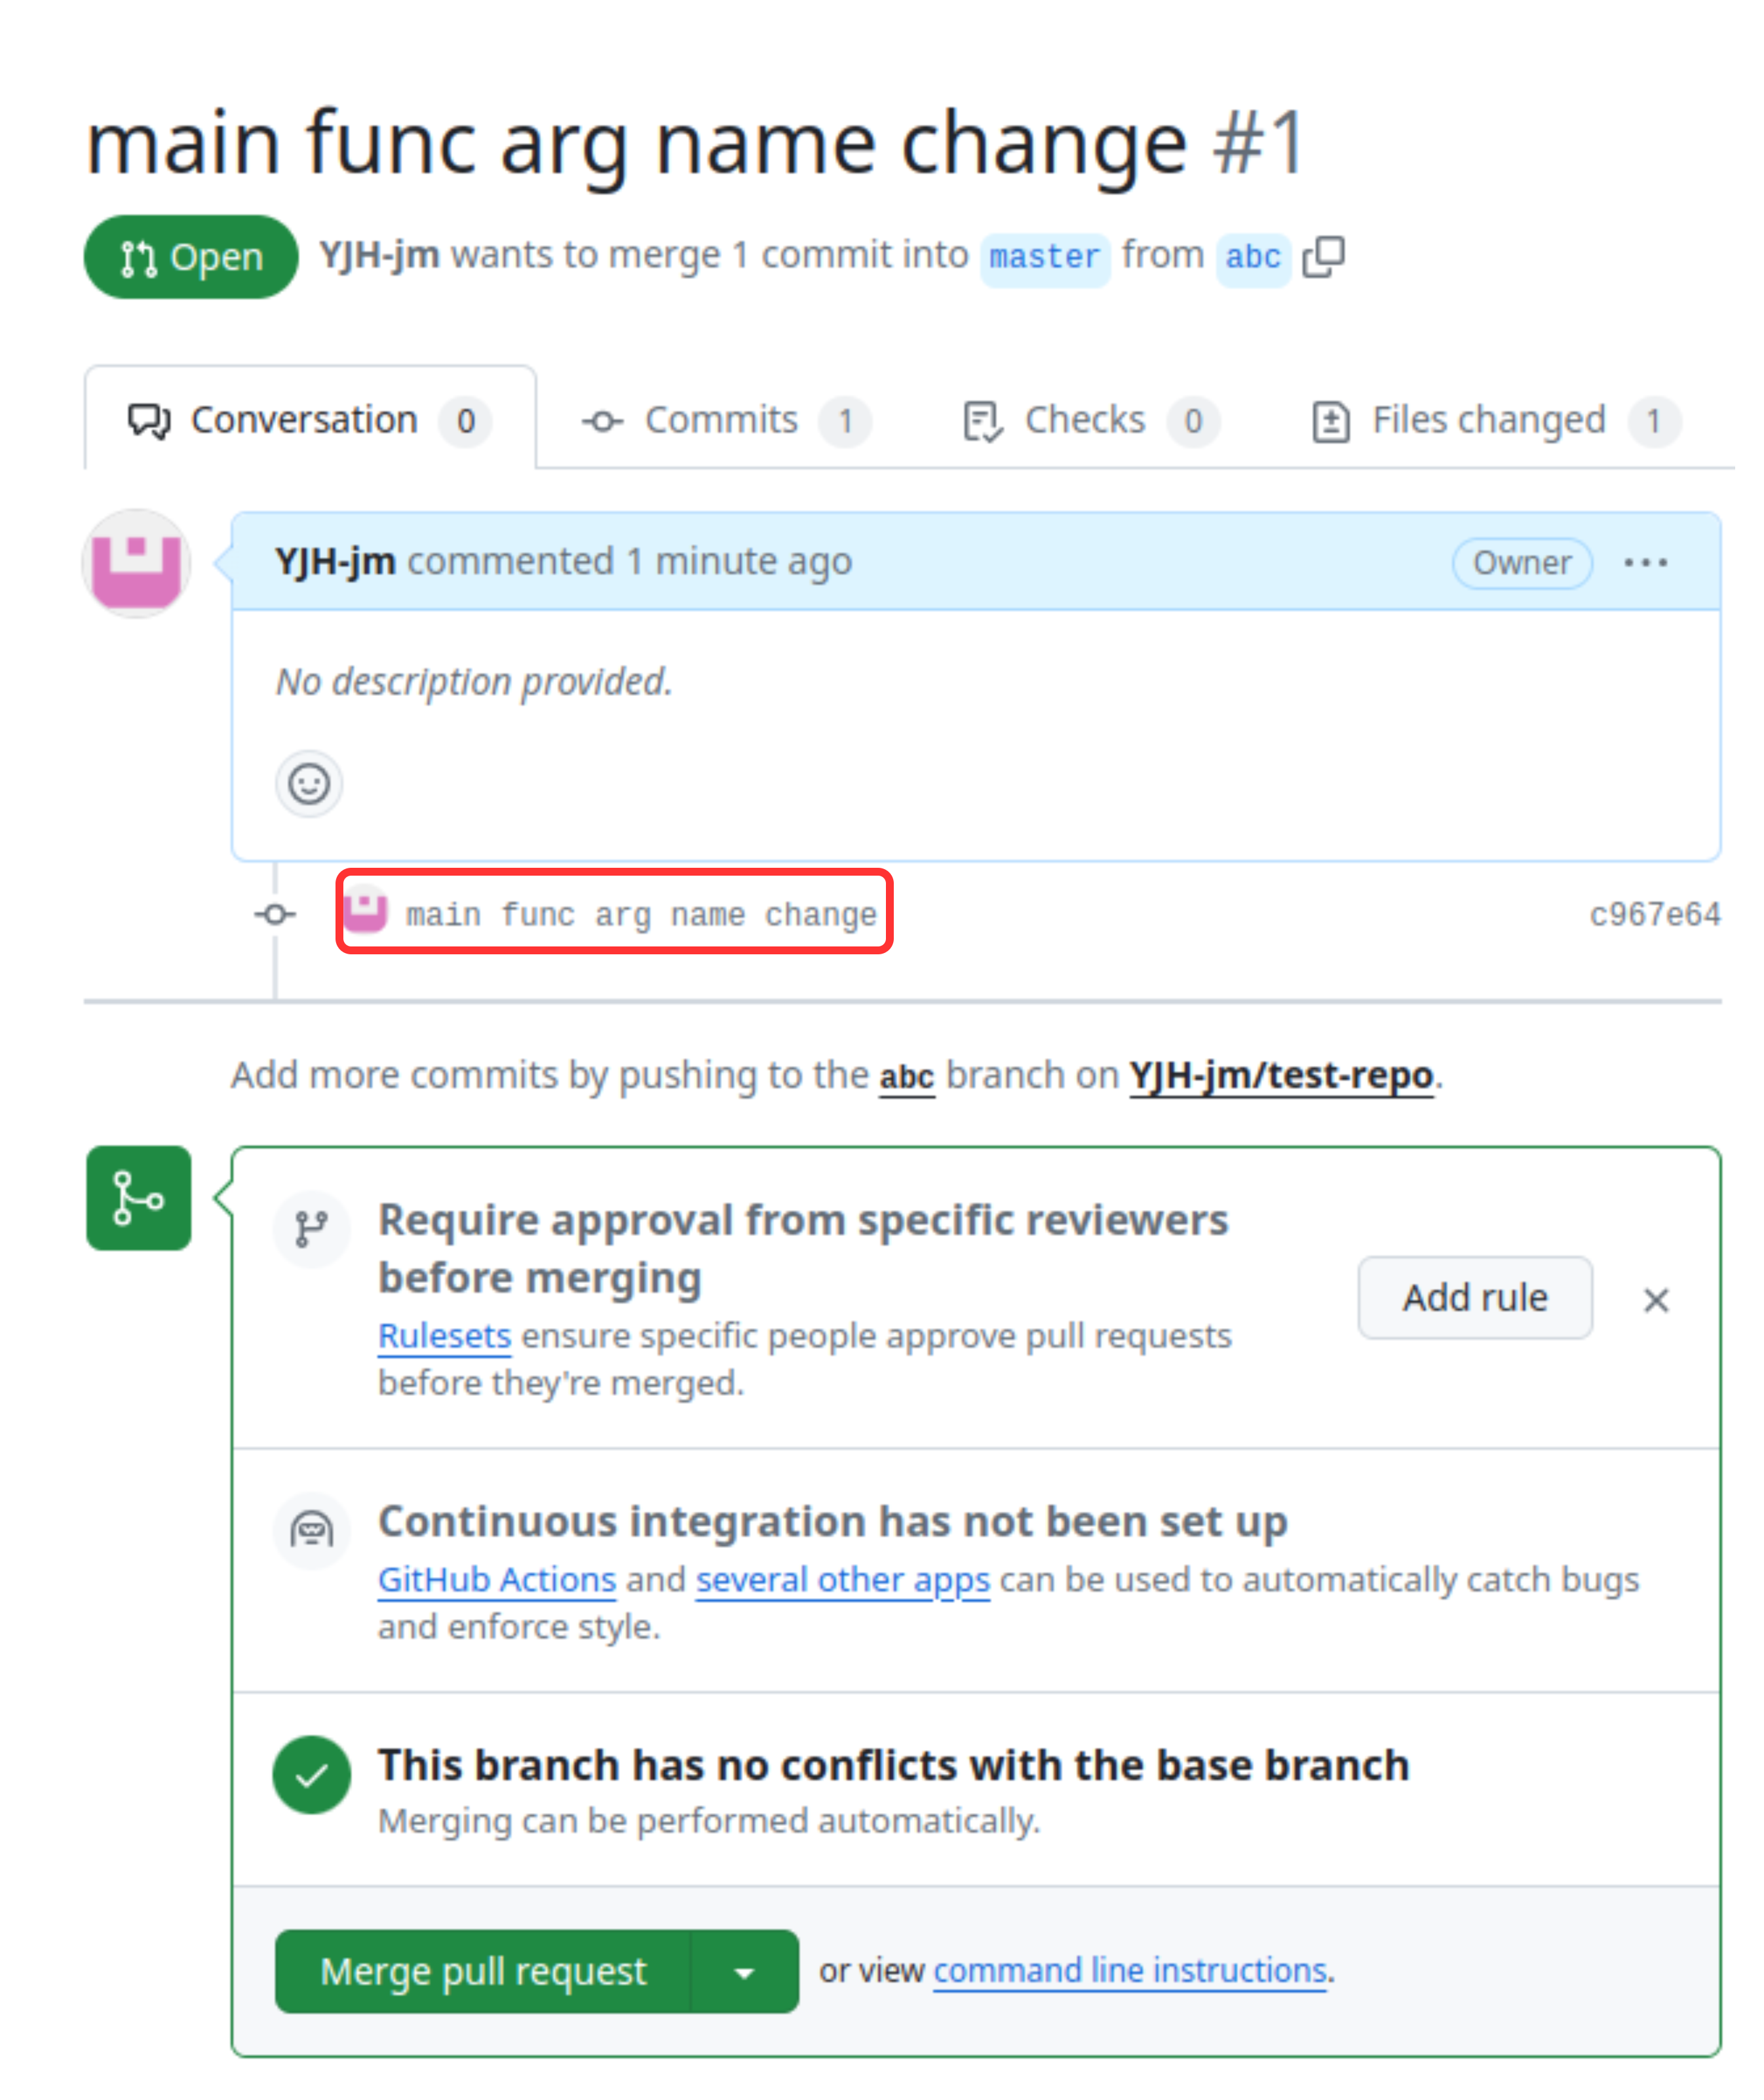 main func arg name change #1
Open YJH-jm wants to merge 1 commit into master from abc
Conversation 0 Commits 1 Checks 0 Files changed 1
YJH-jm commented 1 minute ago Owner
No description provided.
main func arg name change c967e64
Add more commits by pushing to the abc branch on YJH-jm/test-repo.
Require approval from specific reviewers
before merging
Add rule
Rulesets ensure specific people approve pull requests
before they're merged.
Continuous integration has not been set up
GitHub Actions and several other apps can be used to automatically catch bugs
and enforce style.
This branch has no conflicts with the base branch
Merging can be performed automatically.
Merge pull request or view command line instructions.